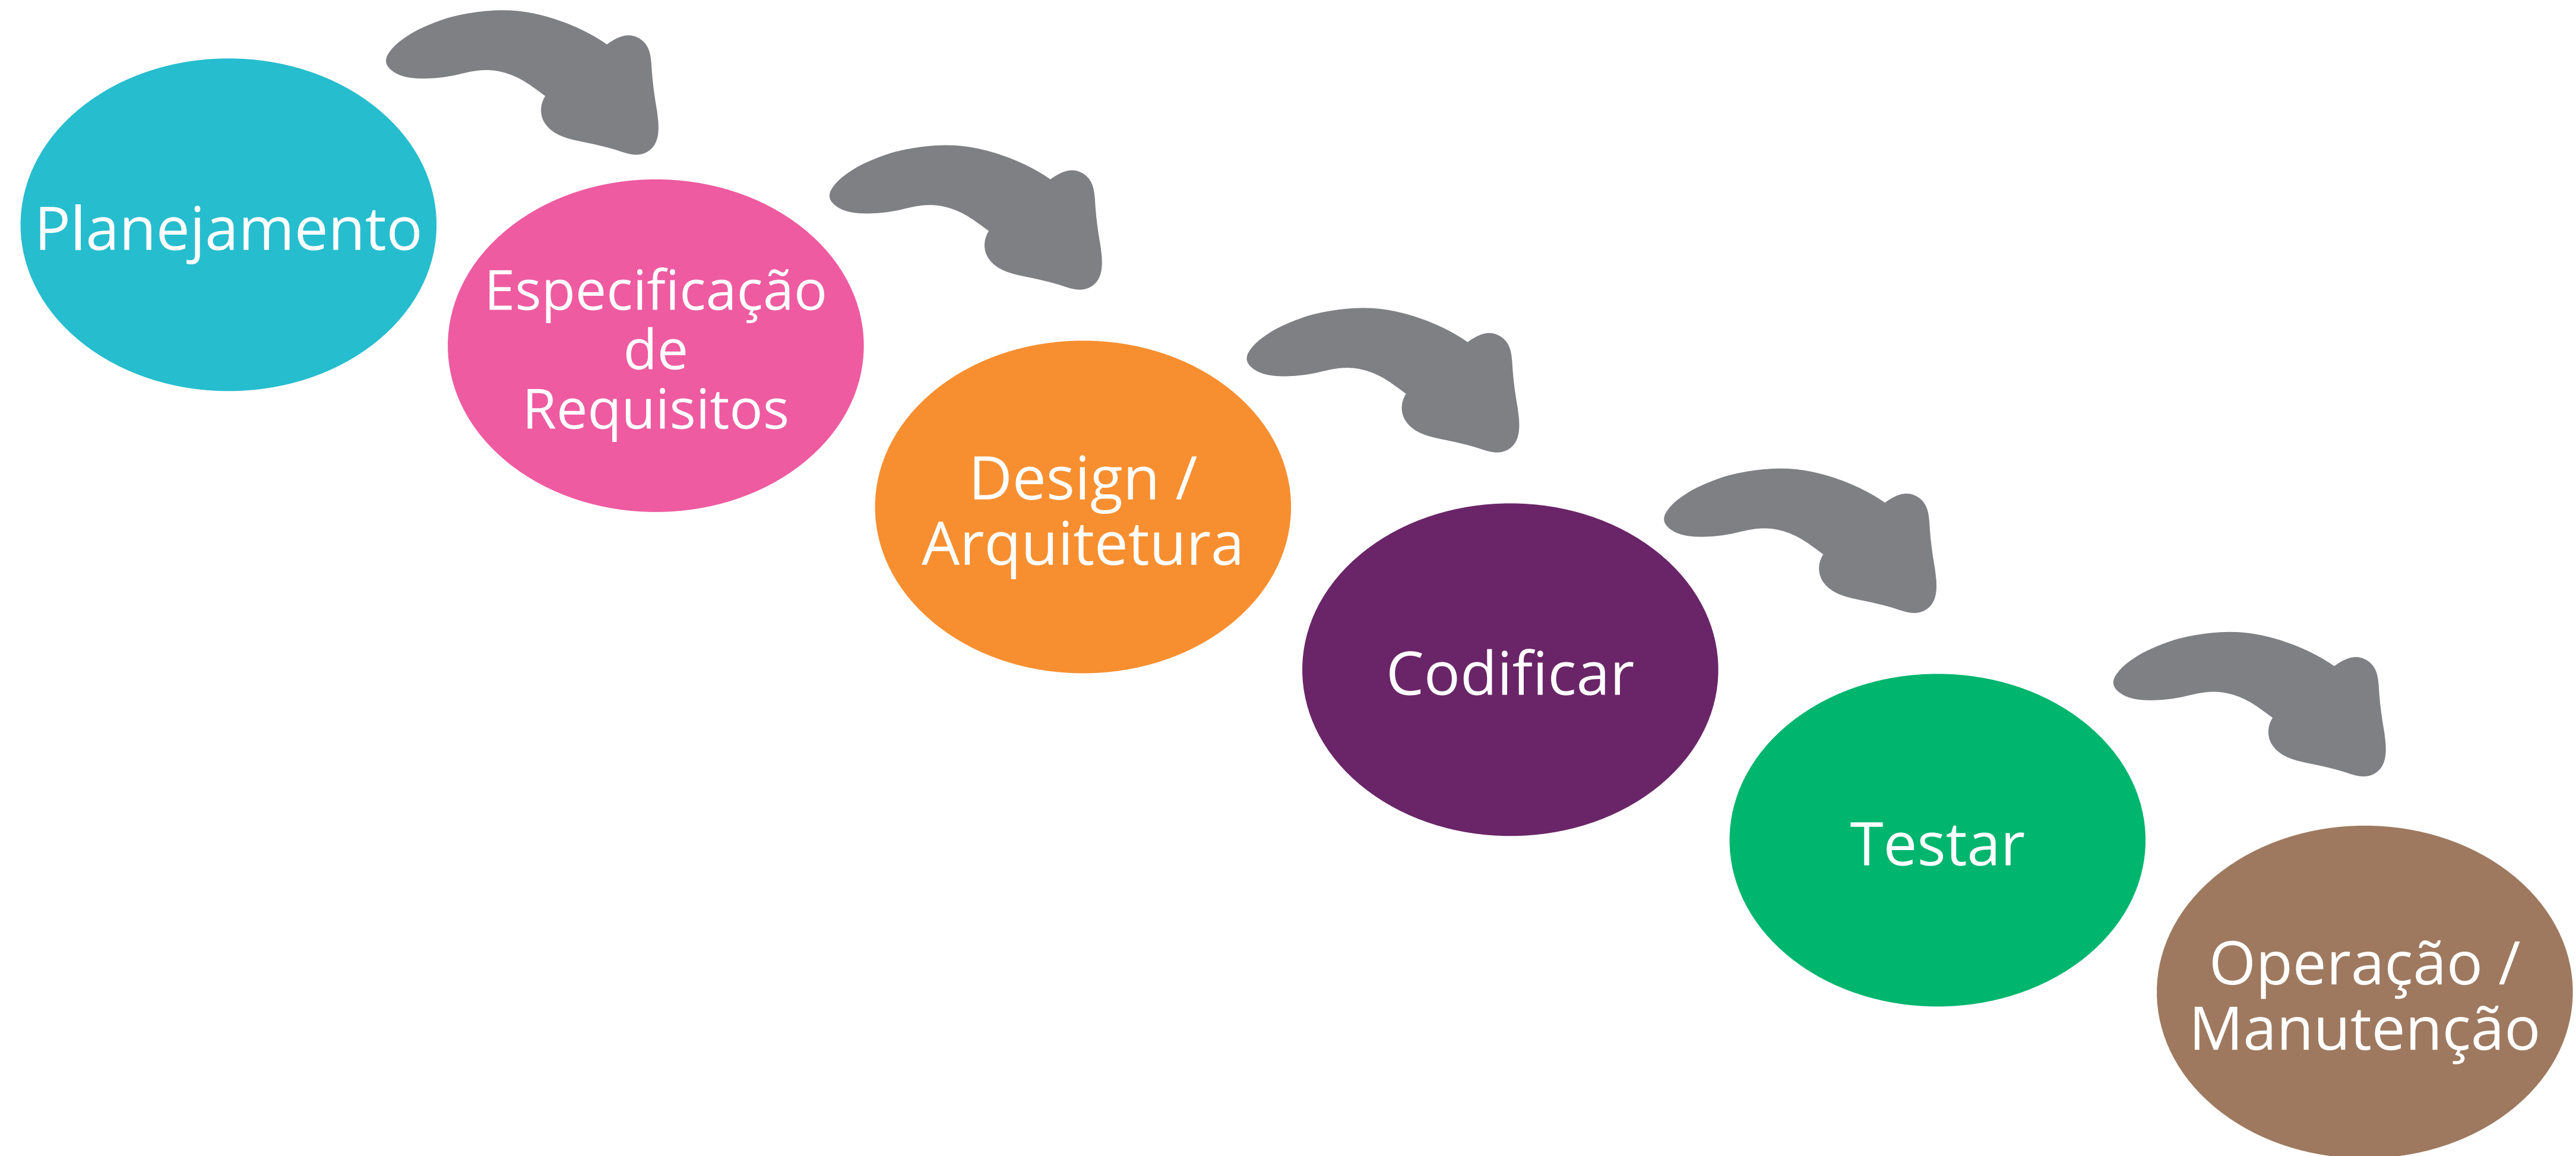 Planejamento
Especificação
de
Requisitos
Design /
Arquitetura
Codificar
Testar
Operação /
Manutenção